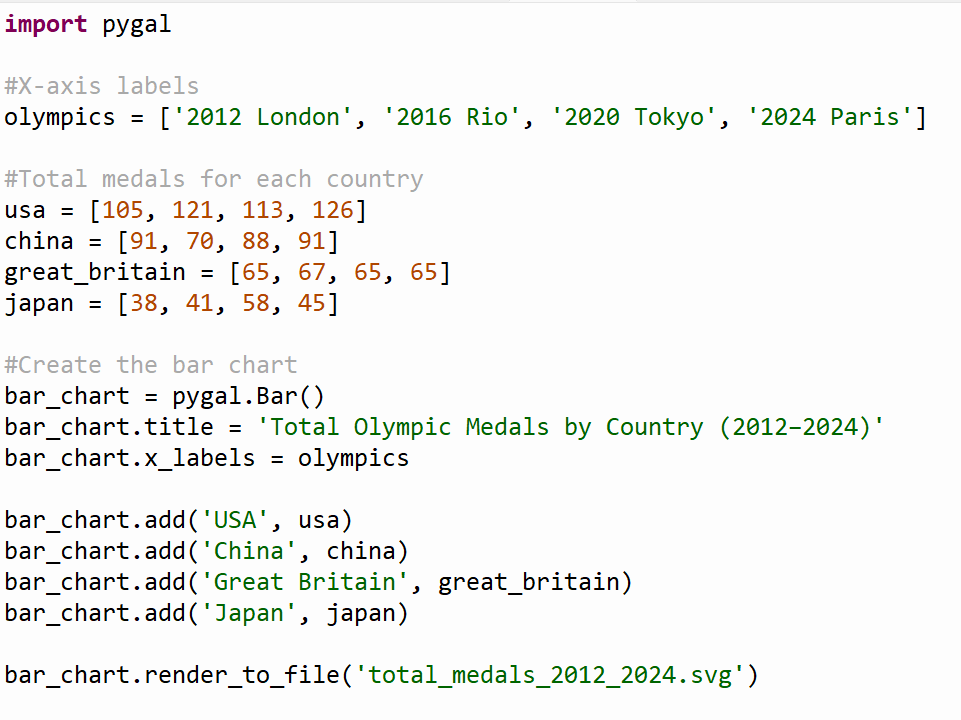 import pygal
#X-axis labels
olympics = ['2012 London', '2016 Rio', '2020 Tokyo', '2024 Paris']
#Total medals for each country
usa = [105, 121, 113, 126]
china = [91, 70, 88, 91]
great_britain = [65, 67, 65, 65]
japan = [38, 41, 58, 45]
#Create the bar chart
bar_chart = pygal.Bar()
bar_chart.title = 'Total Olympic Medals by Country (2012–2024)'
bar_chart.x_labels = olympics
bar_chart.add('USA', usa)
bar_chart.add('China', china)
bar_chart.add('Great Britain', great_britain)
bar_chart.add('Japan', japan)
bar_chart.render_to_file('total_medals_2012_2024.svg')